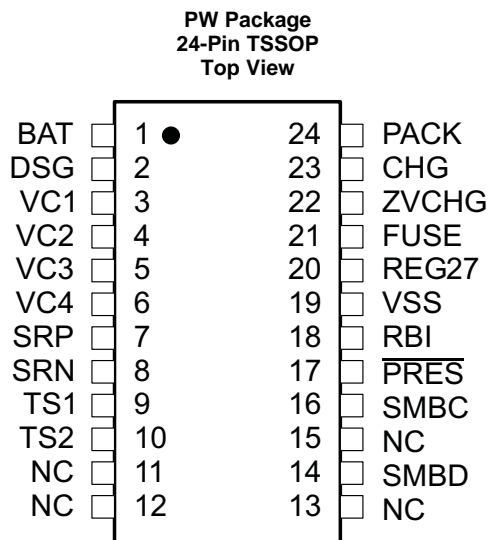 PW Package
24-Pin TSSOP
Top View
BAT 1 24 PACK
DSG 2 23 CHG
VC1 3 22 ZVCHG
VC2 4 21 FUSE
VC3 5 20 REG27
VC4 6 19 VSS
SRP 7 18 RBI
SRN 8 17 PRES
TS1 9 16 SMBC
TS2 10 15 NC
NC 11 14 SMBD
NC 12 13 NC